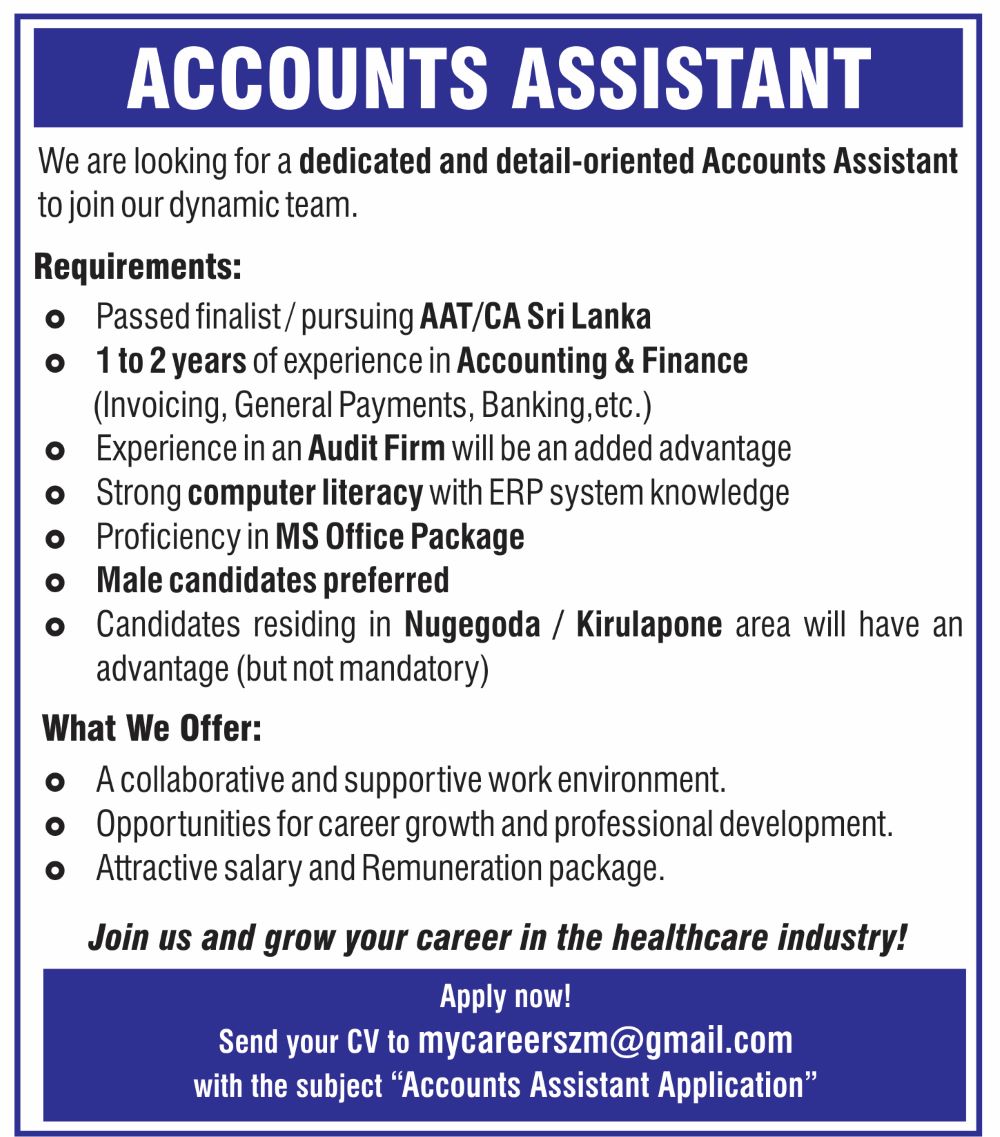 ACCOUNTS ASSISTANT
We are looking for a dedicated and detail-oriented Accounts Assistant
to join our dynamic team.
Requirements:
Passed finalist / pursuing AAT/CA Sri Lanka
1 to 2 years of experience in Accounting & Finance
(Invoicing, General Payments, Banking,etc.)
Experience in an Audit Firm will be an added advantage
Strong computer literacy with ERP system knowledge
Proficiency in MS Office Package
Male candidates preferred
Candidates residing in Nugegoda / Kirulapone area will have an
advantage (but not mandatory)
What We Offer:
A collaborative and supportive work environment.
Opportunities for career growth and professional development.
Attractive salary and Remuneration package.
Join us and grow your career in the healthcare industry!
Apply now!
Send your CV to mycareerszm@gmail.com
with the subject “Accounts Assistant Application”